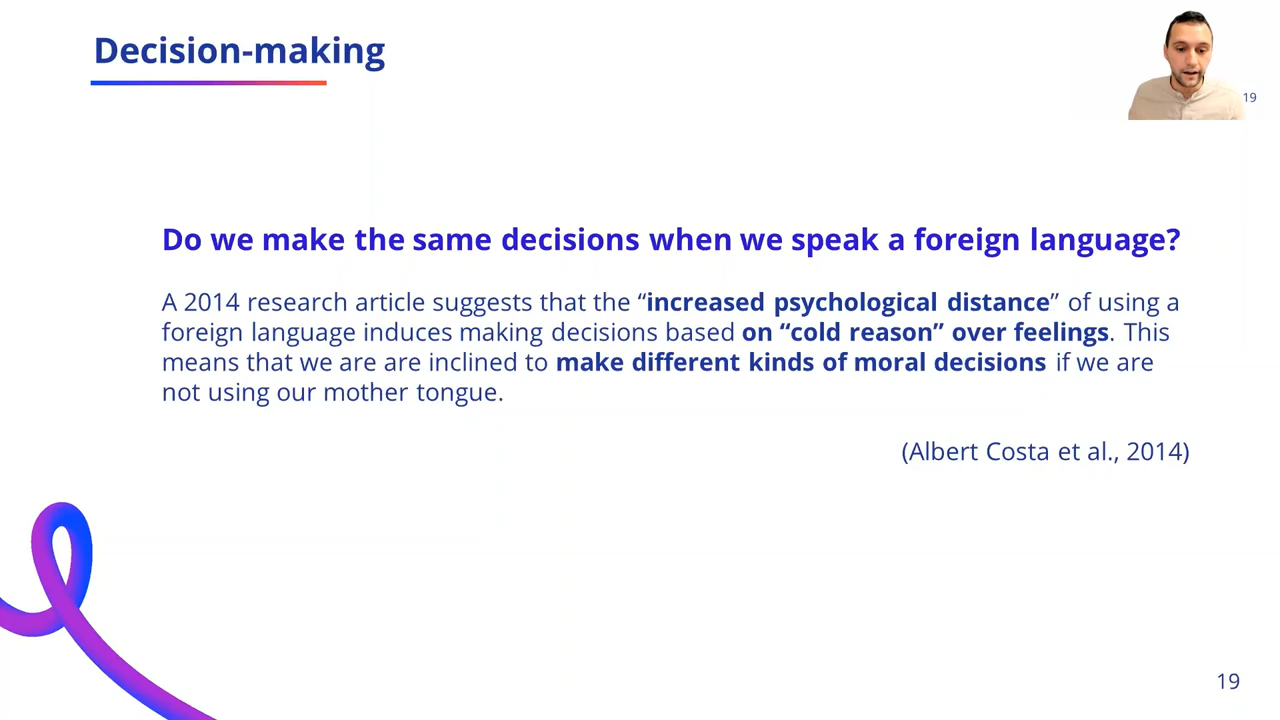 Decision-making
19
Do we make the same decisions when we speak a foreign language?
A 2014 research article suggests that the “increased psychological distance” of using a
foreign language induces making decisions based on “cold reason” over feelings. This
means that we are are inclined to make different kinds of moral decisions if we are
not using our mother tongue.
(Albert Costa et al., 2014)
19